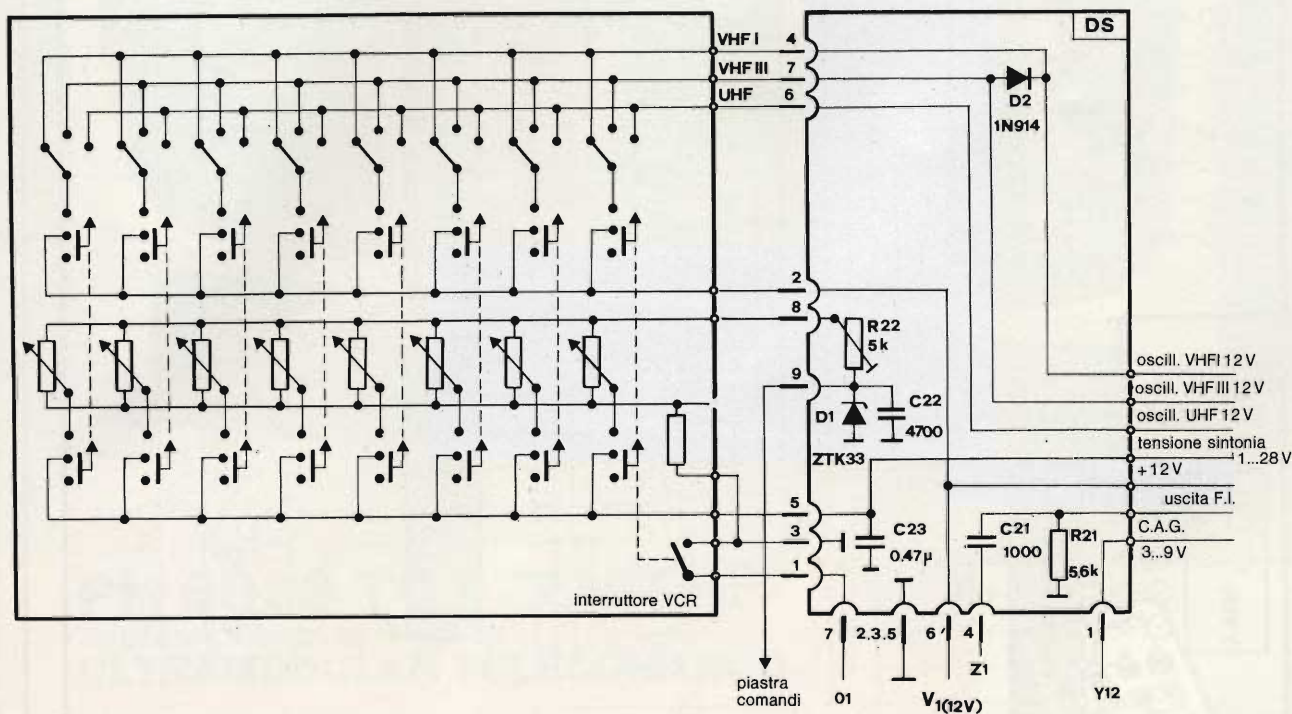 VHF I
4
DS
VHF III
7
UHF
6
D2
1N914
2
8
R22
5k
9
D1
C22
4700
ZTK33
oscill. VHFI 12 V
oscill. VHF III 12 V
oscill. UHF 12 V
tensione sintonia
1...28 V
+12 V
uscita F.I.
5
C23
0.47µ
C21
1000
R21
5,6k
C.A.G.
3...9 V
3
1
interruttore VCR
7
2.3.5
6
4
1
piastra
comandi
01
V1(12V)
Z1
Y12